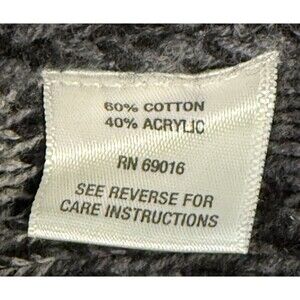 60% COTTON
40% ACRYLIC
RN 69016
SEE REVERSE FOR
CARE INSTRUCTIONS